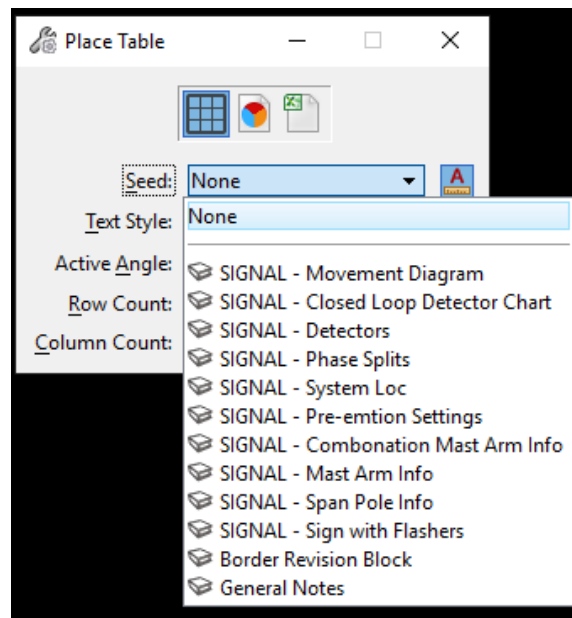 Place Table
Seed: None A
Text Style: None
Active Angle:
Row Count:
Column Count:
SIGNAL - Movement Diagram
SIGNAL - Closed Loop Detector Chart
SIGNAL - Detectors
SIGNAL - Phase Splits
SIGNAL - System Loc
SIGNAL - Pre-emtion Settings
SIGNAL - Combonation Mast Arm Info
SIGNAL - Mast Arm Info
SIGNAL - Span Pole Info
SIGNAL - Sign with Flashers
Border Revision Block
General Notes